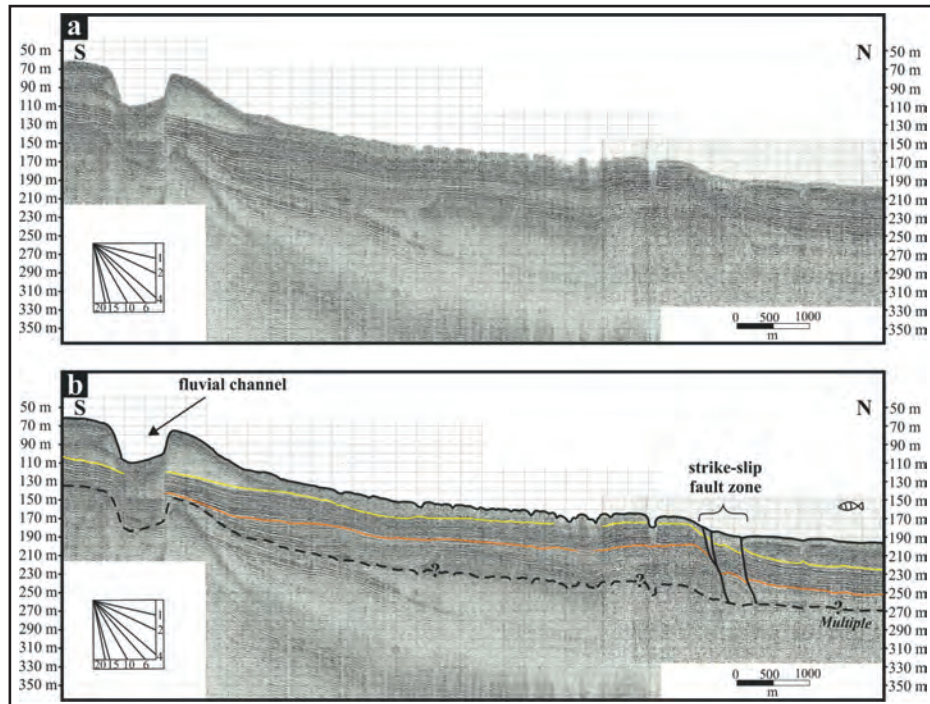 a
S
N
50 m
70 m
90 m
110 m
130 m
150 m
170 m
190 m
210 m
230 m
250 m
270 m
290 m
310 m
330 m
350 m
50 m
70 m
90 m
110 m
130 m
150 m
170 m
190 m
210 m
230 m
250 m
270 m
290 m
310 m
330 m
350 m
1
2
4
20 15 10 6
0 500 1000
m
b
S
fluvial channel
N
50 m
70 m
90 m
110 m
130 m
150 m
170 m
190 m
210 m
230 m
250 m
270 m
290 m
310 m
330 m
350 m
50 m
70 m
90 m
110 m
130 m
150 m
170 m
190 m
210 m
230 m
250 m
270 m
290 m
310 m
330 m
350 m
strike-slip
fault zone
?
?
?
Multiple
1
2
4
20 15 10 6
0 500 1000
m